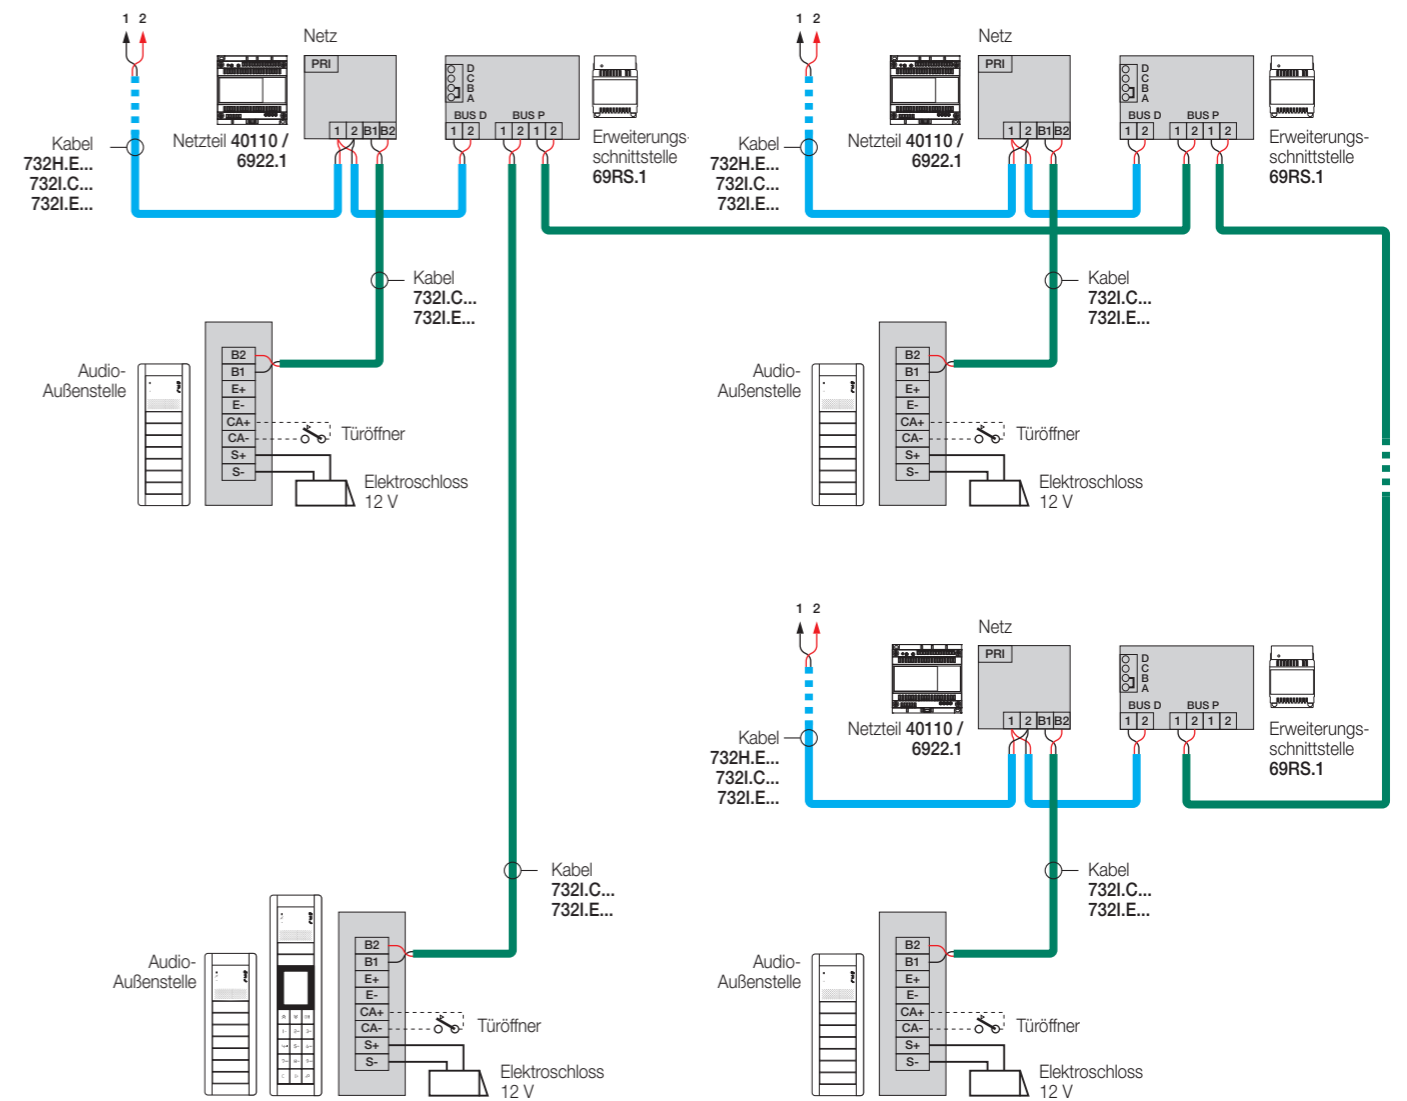 1 2
Netz
PRI
D
C
B
A
BUS D BUS P
1 2 B1 B2
1 2 1 2 1 2
Kabel
732H.E...
732I.C...
732I.E...
Netzteil 40110 /
6922.1
Erweiterungs-
schnittstelle
69RS.1
Kabel
732I.C...
732I.E...
Audio-
Außenstelle
B2
B1
E+
E-
CA+
CA-
S+
S-
Türöffner
Elektroschloss
12 V
1 2
Netz
PRI
D
C
B
A
BUS D BUS P
1 2 B1 B2
1 2 1 2 1 2
Kabel
732H.E...
732I.C...
732I.E...
Netzteil 40110 /
6922.1
Erweiterungs-
schnittstelle
69RS.1
Kabel
732I.C...
732I.E...
Audio-
Außenstelle
B2
B1
E+
E-
CA+
CA-
S+
S-
Türöffner
Elektroschloss
12 V
1 2
Netz
PRI
D
C
B
A
BUS D BUS P
1 2 B1 B2
1 2 1 2 1 2
Kabel
732H.E...
732I.C...
732I.E...
Netzteil 40110 /
6922.1
Erweiterungs-
schnittstelle
69RS.1
Kabel
732I.C...
732I.E...
Audio-
Außenstelle
B2
B1
E+
E-
CA+
CA-
S+
S-
Türöffner
Elektroschloss
12 V
Kabel
732I.C...
732I.E...
Audio-
Außenstelle
B2
B1
E+
E-
CA+
CA-
S+
S-
Türöffner
Elektroschloss
12 V